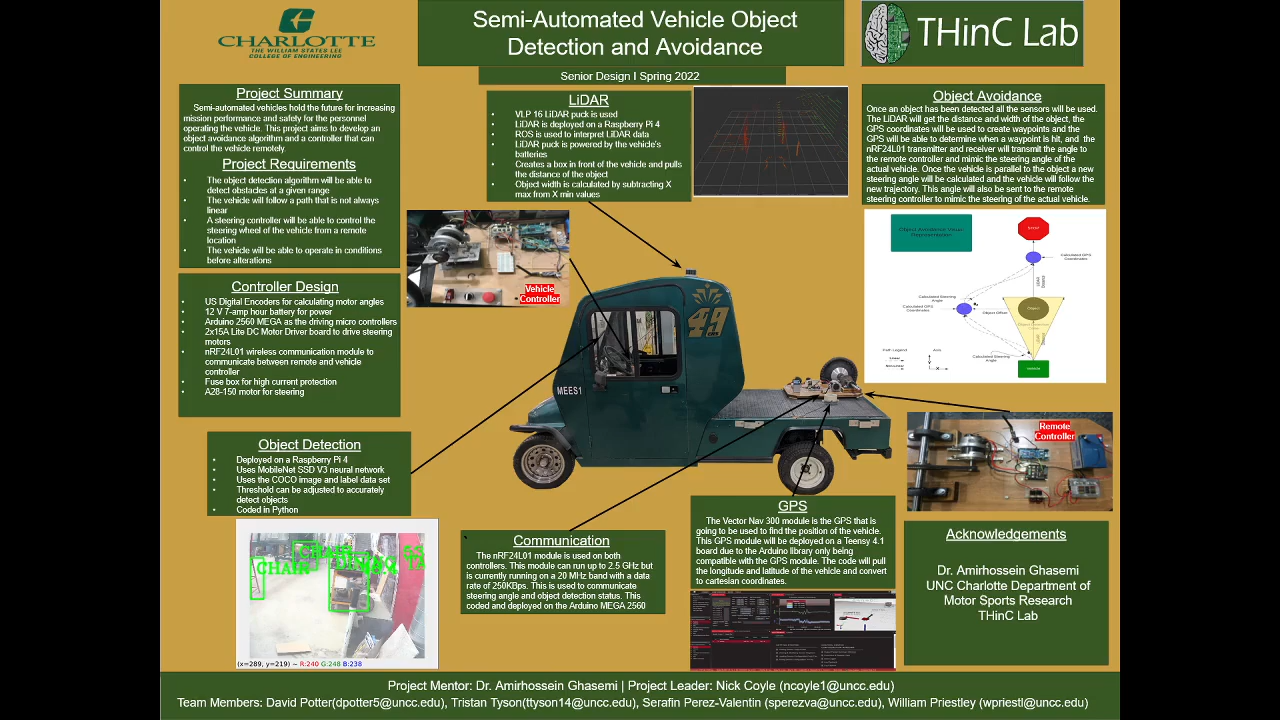 CHARLOTTE
THE WILLIAM STATES LEE
COLLEGE OF ENGINEERING
Semi-Automated Vehicle Object
Detection and Avoidance
THinC Lab
Senior Design I Spring 2022
Project Summary
Semi-automated vehicles hold the future for increasing
mission performance and safety for the personnel
operating the vehicle. This project aims to develop an
object avoidance algorithm and a controller that can
control the vehicle remotely.
Project Requirements
• The object detection algorithm will be able to
detect obstacles at a given range
• The vehicle will follow a path that is not always
linear
• A steering controller will be able to control the
steering wheel of the vehicle from a remote
location
• The vehicle will be able to operate in conditions
before alterations
Controller Design
• US Digital Encoders for calculating motor angles
• 12V/7-amp hour battery for power
• Arduino 2560 MEGA as the driving micro controllers
• 2x15A Lite DC Motor Driver board to drive steering
motors
• nRF24L01 wireless communication module to
communicate between remote and vehicle
controller
• Fuse box for high current protection
• A28-150 motor for steering
Object Detection
• Deployed on a Raspberry Pi 4
• Uses MobileNet SSD V3 neural network
• Uses the COCO image and label data set
• Threshold can be adjusted to accurately
detect objects
• Coded in Python
CHAIR
CHAIR
DINING TA
(x=289, y=219) ~ R:240 G:248 B:238
LiDAR
• VLP 16 LiDAR puck is used
• LiDAR is deployed on a Raspberry Pi 4
• ROS is used to interpret LiDAR data
• LiDAR puck is powered by the vehicle's
batteries
• Creates a box in front of the vehicle and pulls
the distance of the object
• Object width is calculated by subtracting X
max from X min values
Vehicle
Controller
MEES1
Communication
The nRF24L01 module is used on both
controllers. This module can run up to 2.5 GHz but
is currently running on a 20 MHz band with a data
rate of 250KBps. This is used to communicate
steering angle and object detection status. This
coded and deployed on the Arduino MEGA 2560
GPS
The Vector Nav 300 module is the GPS that is
going to be used to find the position of the vehicle.
This GPS module will be deployed on a Teensy 4.1
board due to the Arduino library only being
compatible with the GPS module. The code will pull
the longitude and latitude of the vehicle and convert
to cartesian coordinates.
Object Avoidance
Once an object has been detected all the sensors will be used.
The LiDAR will get the distance and width of the object, the
GPS coordinates will be used to create waypoints and the
GPS will be able to determine when a waypoint is hit, and the
nRF24L01 transmitter and receiver will transmit the angle to
the remote controller and mimic the steering angle of the
actual vehicle. Once the vehicle is parallel to the object a new
steering angle will be calculated and the vehicle will follow the
new trajectory. This angle will also be sent to the remote
steering controller to mimic the steering of the actual vehicle.
Calculated GPS
Coordinates
Calculated Steering
Angle
Calculated GPS
Coordinates
Object
Object Offset
Calculated Steering
Angle
Vehicle
Remote
Controller
Acknowledgements
Dr. Amirhossein Ghasemi
UNC Charlotte Department of
Motor Sports Research
THinC Lab
Project Mentor: Dr. Amirhossein Ghasemi | Project Leader: Nick Coyle (ncoyle1@uncc.edu)
Team Members: David Potter(dpotter5@uncc.edu), Tristan Tyson(ttyson14@uncc.edu), Serafin Perez-Valentin (sperezva@uncc.edu), William Priestley (wpriestl@uncc.edu)